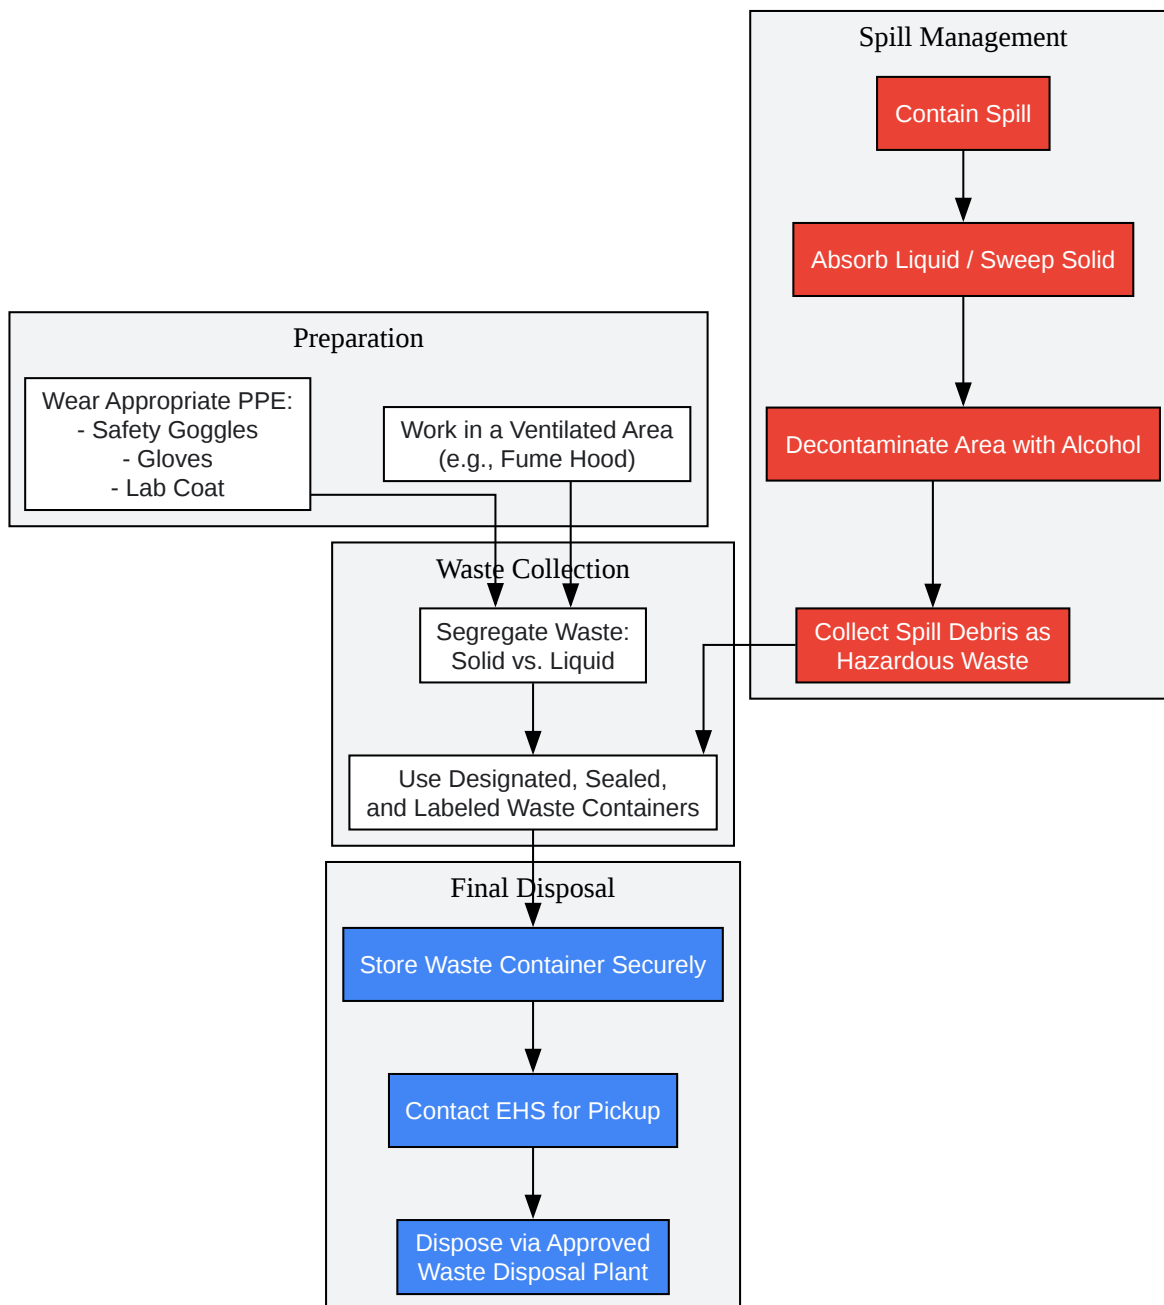 Spill Management
Contain Spill
Absorb Liquid / Sweep Solid
Decontaminate Area with Alcohol
Collect Spill Debris as
Hazardous Waste
Preparation
Wear Appropriate PPE:
- Safety Goggles
- Gloves
- Lab Coat
Work in a Ventilated Area
(e.g., Fume Hood)
Waste Collection
Segregate Waste:
Solid vs. Liquid
Use Designated, Sealed,
and Labeled Waste Containers
Final Disposal
Store Waste Container Securely
Contact EHS for Pickup
Dispose via Approved
Waste Disposal Plant